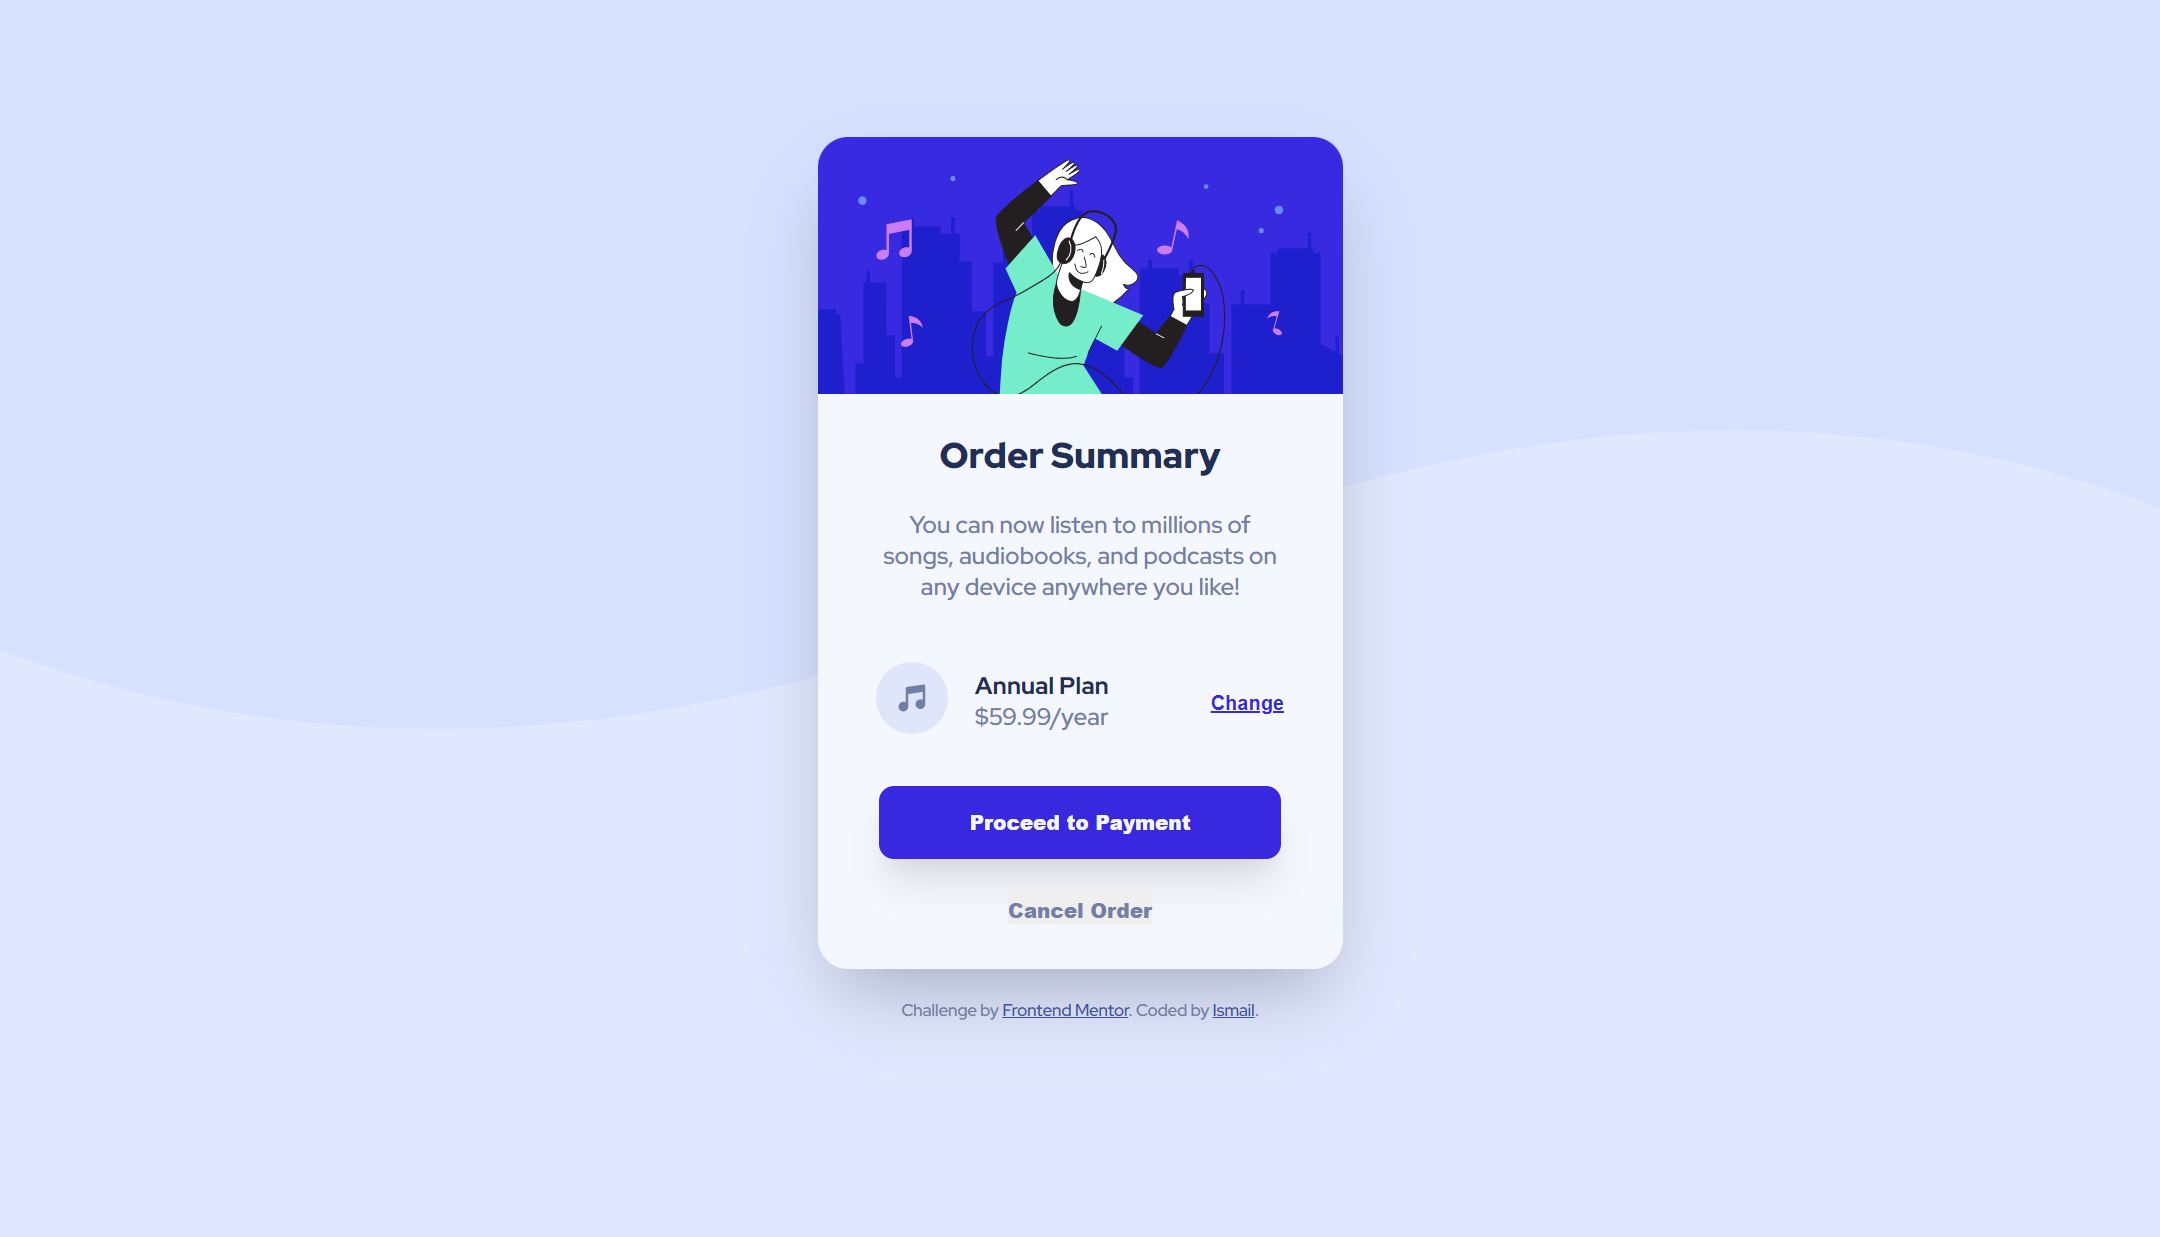 Order Summary
You can now listen to millions of
songs, audiobooks, and podcasts on
any device anywhere you like!
Annual Plan
$59.99/year
Change
Proceed to Payment
Cancel Order
Challenge by Frontend Mentor. Coded by Ismail.